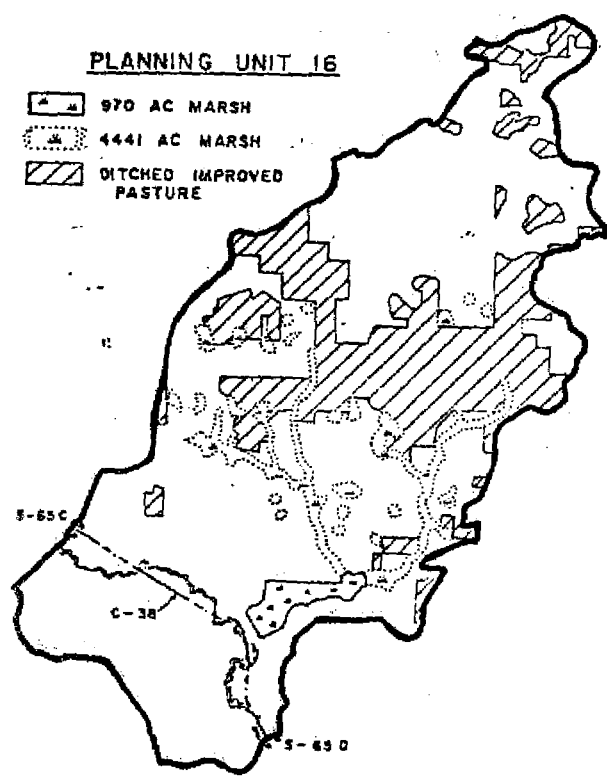 PLANNING UNIT 16
970 AC MARSH
4441 AC MARSH
DITCHED IMPROVED
PASTURE
S-65C
C-38
S-65D